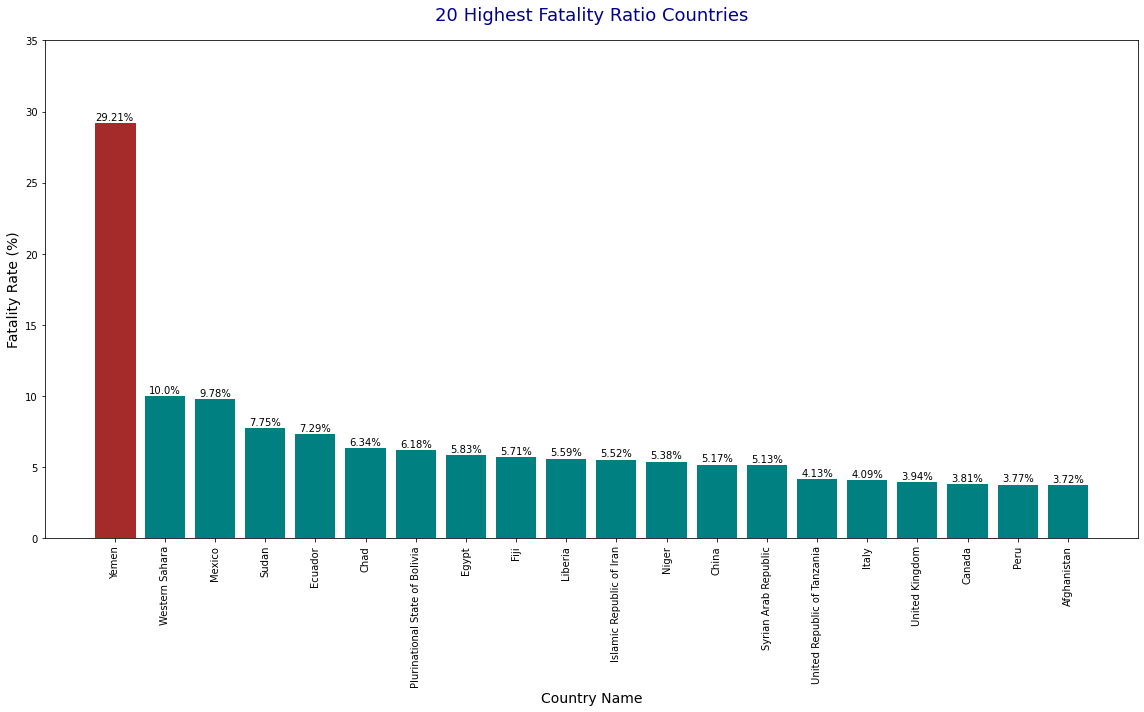 20 Highest Fatality Ratio Countries
Fatality Rate (%)
35
30
25
20
15
10
5
0
29.21%
10.0%
9.78%
7.75%
7.29%
6.34%
6.18%
5.83%
5.71%
5.59%
5.52%
5.38%
5.17%
5.13%
4.13%
4.09%
3.94%
3.81%
3.77%
3.72%
Yemen
Western Sahara
Mexico
Sudan
Ecuador
Chad
Plurinational State of Bolivia
Egypt
Fiji
Liberia
Islamic Republic of Iran
Niger
China
Syrian Arab Republic
United Republic of Tanzania
Italy
United Kingdom
Canada
Peru
Afghanistan
Country Name